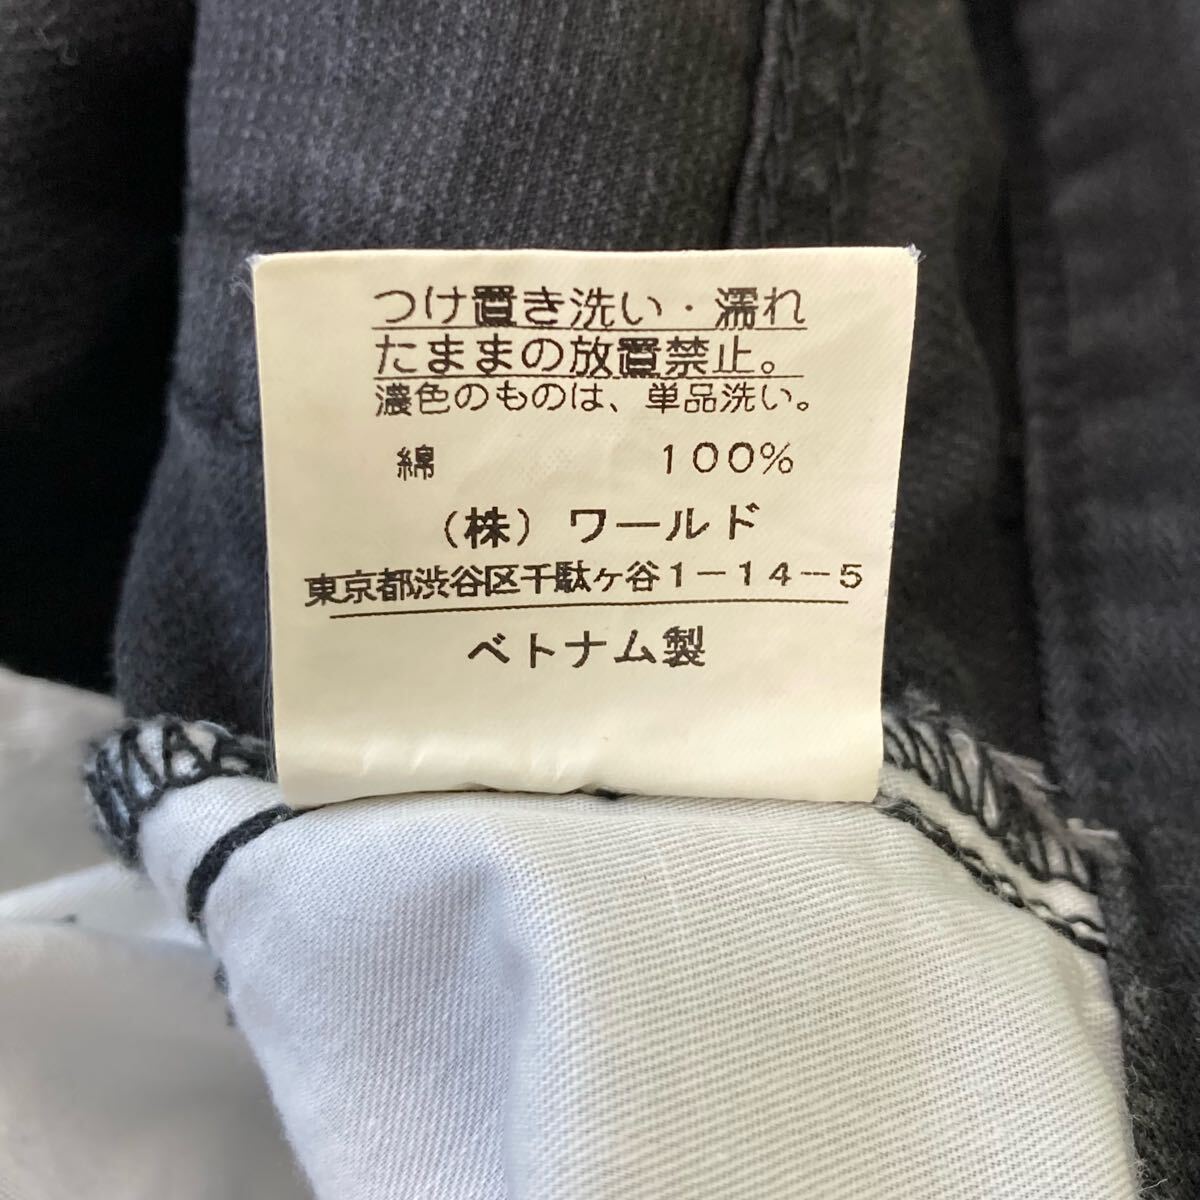 つけ置き洗い・濡れ
たままの放置禁止。
濃色のものは、単品洗い。
綿 100%
(株) ワールド
東京都渋谷区千駄ヶ谷1-14-5
ベトナム製